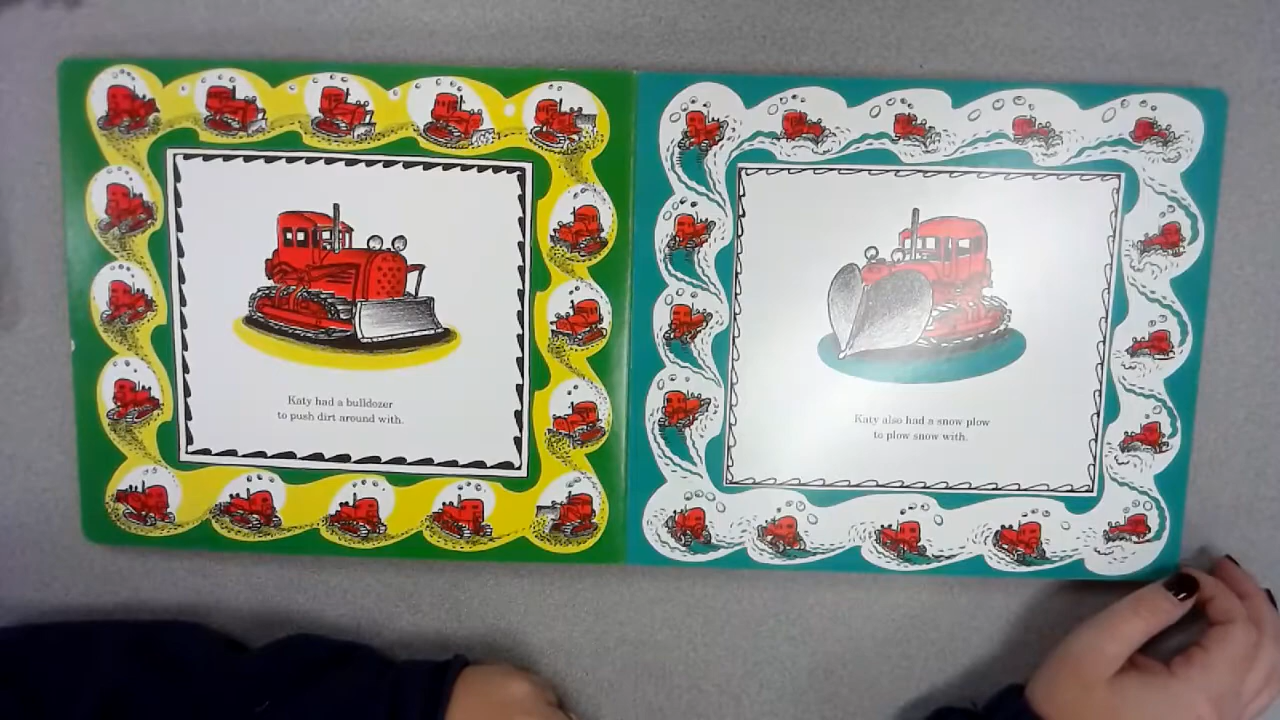 Katy had a bulldozer
to push dirt around with.
Katy also had a snow plow
to plow snow with.